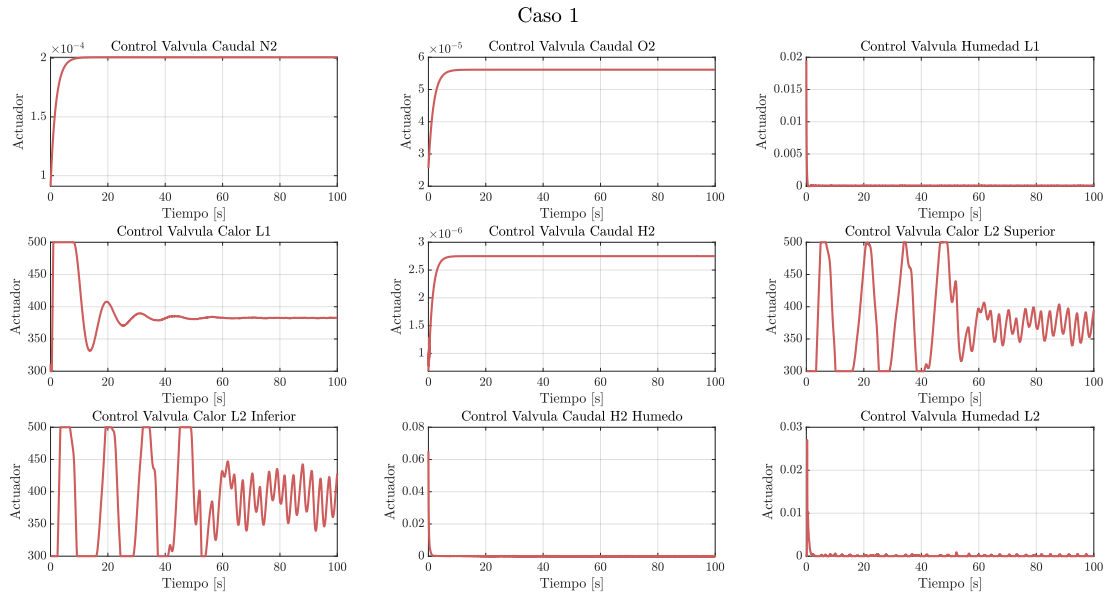 Caso 1
Control Valvula Caudal N2
×10⁻⁴
2
1.5
1
Actuador
0 20 40 60 80 100
Tiempo [s]
Control Valvula Caudal O2
×10⁻⁵
6
5
4
3
2
Actuador
0 20 40 60 80 100
Tiempo [s]
Control Valvula Humedad L1
0.02
0.015
0.01
0.005
0
Actuador
0 20 40 60 80 100
Tiempo [s]
Control Valvula Calor L1
500
450
400
350
300
Actuador
0 20 40 60 80 100
Tiempo [s]
Control Valvula Caudal H2
×10⁻⁶
3
2.5
2
1.5
1
Actuador
0 20 40 60 80 100
Tiempo [s]
Control Valvula Calor L2 Superior
500
450
400
350
300
Actuador
0 20 40 60 80 100
Tiempo [s]
Control Valvula Calor L2 Inferior
500
450
400
350
300
Actuador
0 20 40 60 80 100
Tiempo [s]
Control Valvula Caudal H2 Humedo
0.08
0.06
0.04
0.02
0
Actuador
0 20 40 60 80 100
Tiempo [s]
Control Valvula Humedad L2
0.03
0.02
0.01
0
Actuador
0 20 40 60 80 100
Tiempo [s]